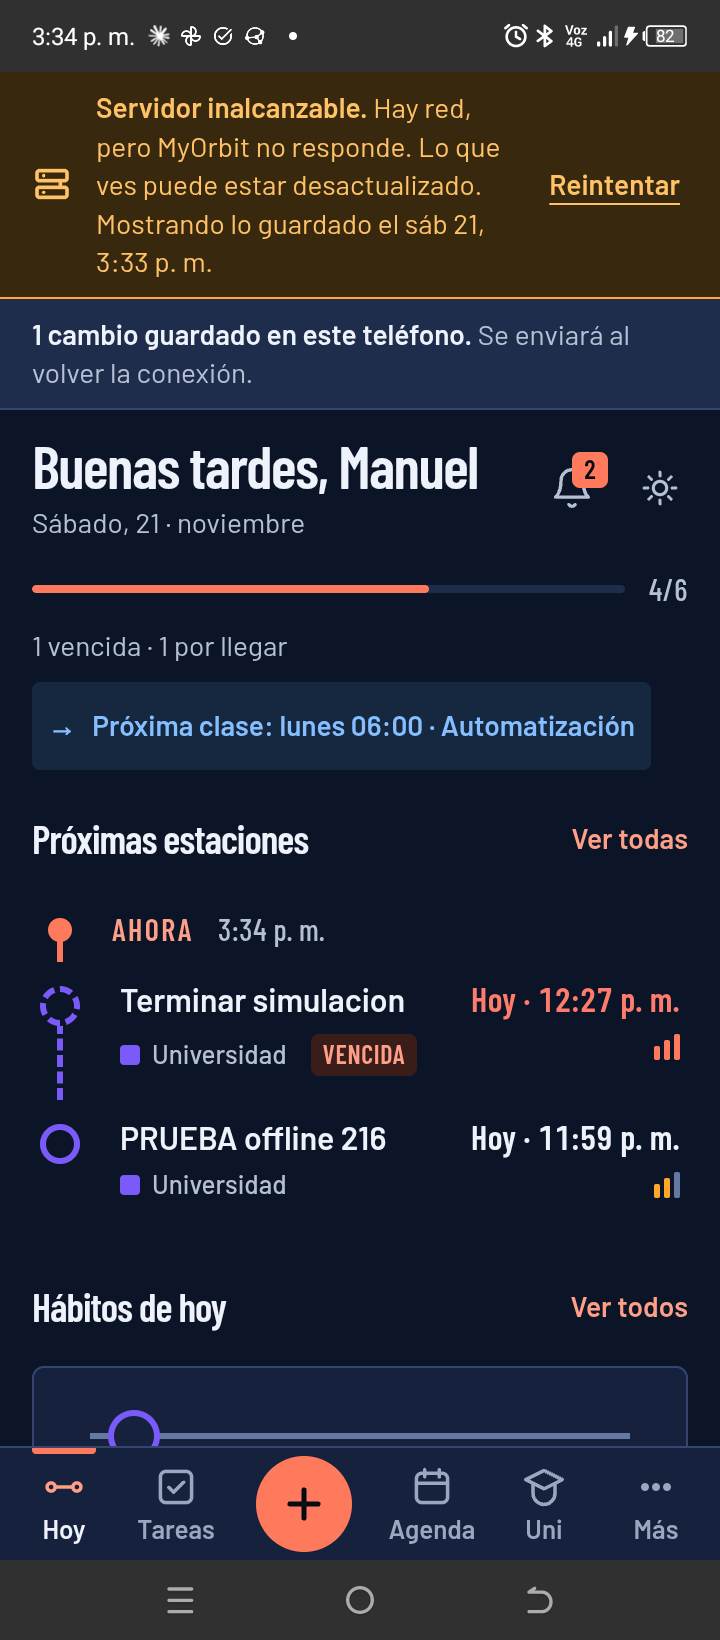 3:34 p. m.
Voz 4G
82
Servidor inalcanzable. Hay red,
pero MyOrbit no responde. Lo que
ves puede estar desactualizado.
Mostrando lo guardado el sáb 21,
3:33 p. m.
Reintentar
1 cambio guardado en este teléfono. Se enviará al
volver la conexión.
Buenas tardes, Manuel
2
Sábado, 21 · noviembre
4/6
1 vencida · 1 por llegar
→ Próxima clase: lunes 06:00 · Automatización
Próximas estaciones
Ver todas
AHORA 3:34 p. m.
Terminar simulacion
Hoy · 12:27 p. m.
Universidad
VENCIDA
PRUEBA offline 216
Hoy · 11:59 p. m.
Universidad
Hábitos de hoy
Ver todos
Hoy
Tareas
+
Agenda
Uni
Más